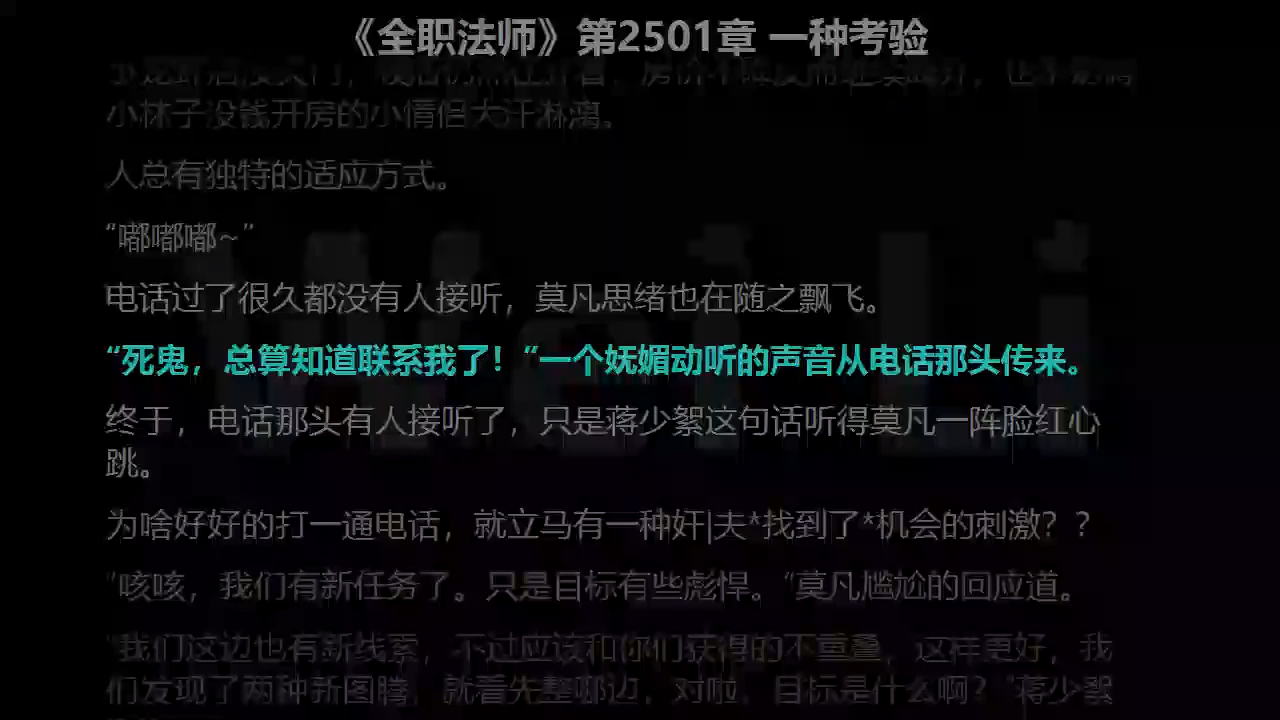 《全职法师》第2501章 一种考验
小林子没钱开房的小情侣大汗淋漓。
人总有独特的适应方式。
“嘟嘟嘟~”
电话过了很久都没有人接听，莫凡思绪也在随之飘飞。
“死鬼，总算知道联系我了！”一个妩媚动听的声音从电话那头传来。
终于，电话那头有人接听了，只是蒋少絮这句话听得莫凡一阵脸红心
跳。
为啥好好的打一通电话，就立马有一种奸|夫*找到了*机会的刺激？？
“咳咳，我们有新任务了。只是目标有些彪悍。”莫凡尴尬的回应道。
“我们这边也有新线索，不过应该和你们获得的不重叠，这样更好，我
们发现了两种新图腾，就看先整哪边，对啦，目标是什么啊？”蒋少絮
Wei Li